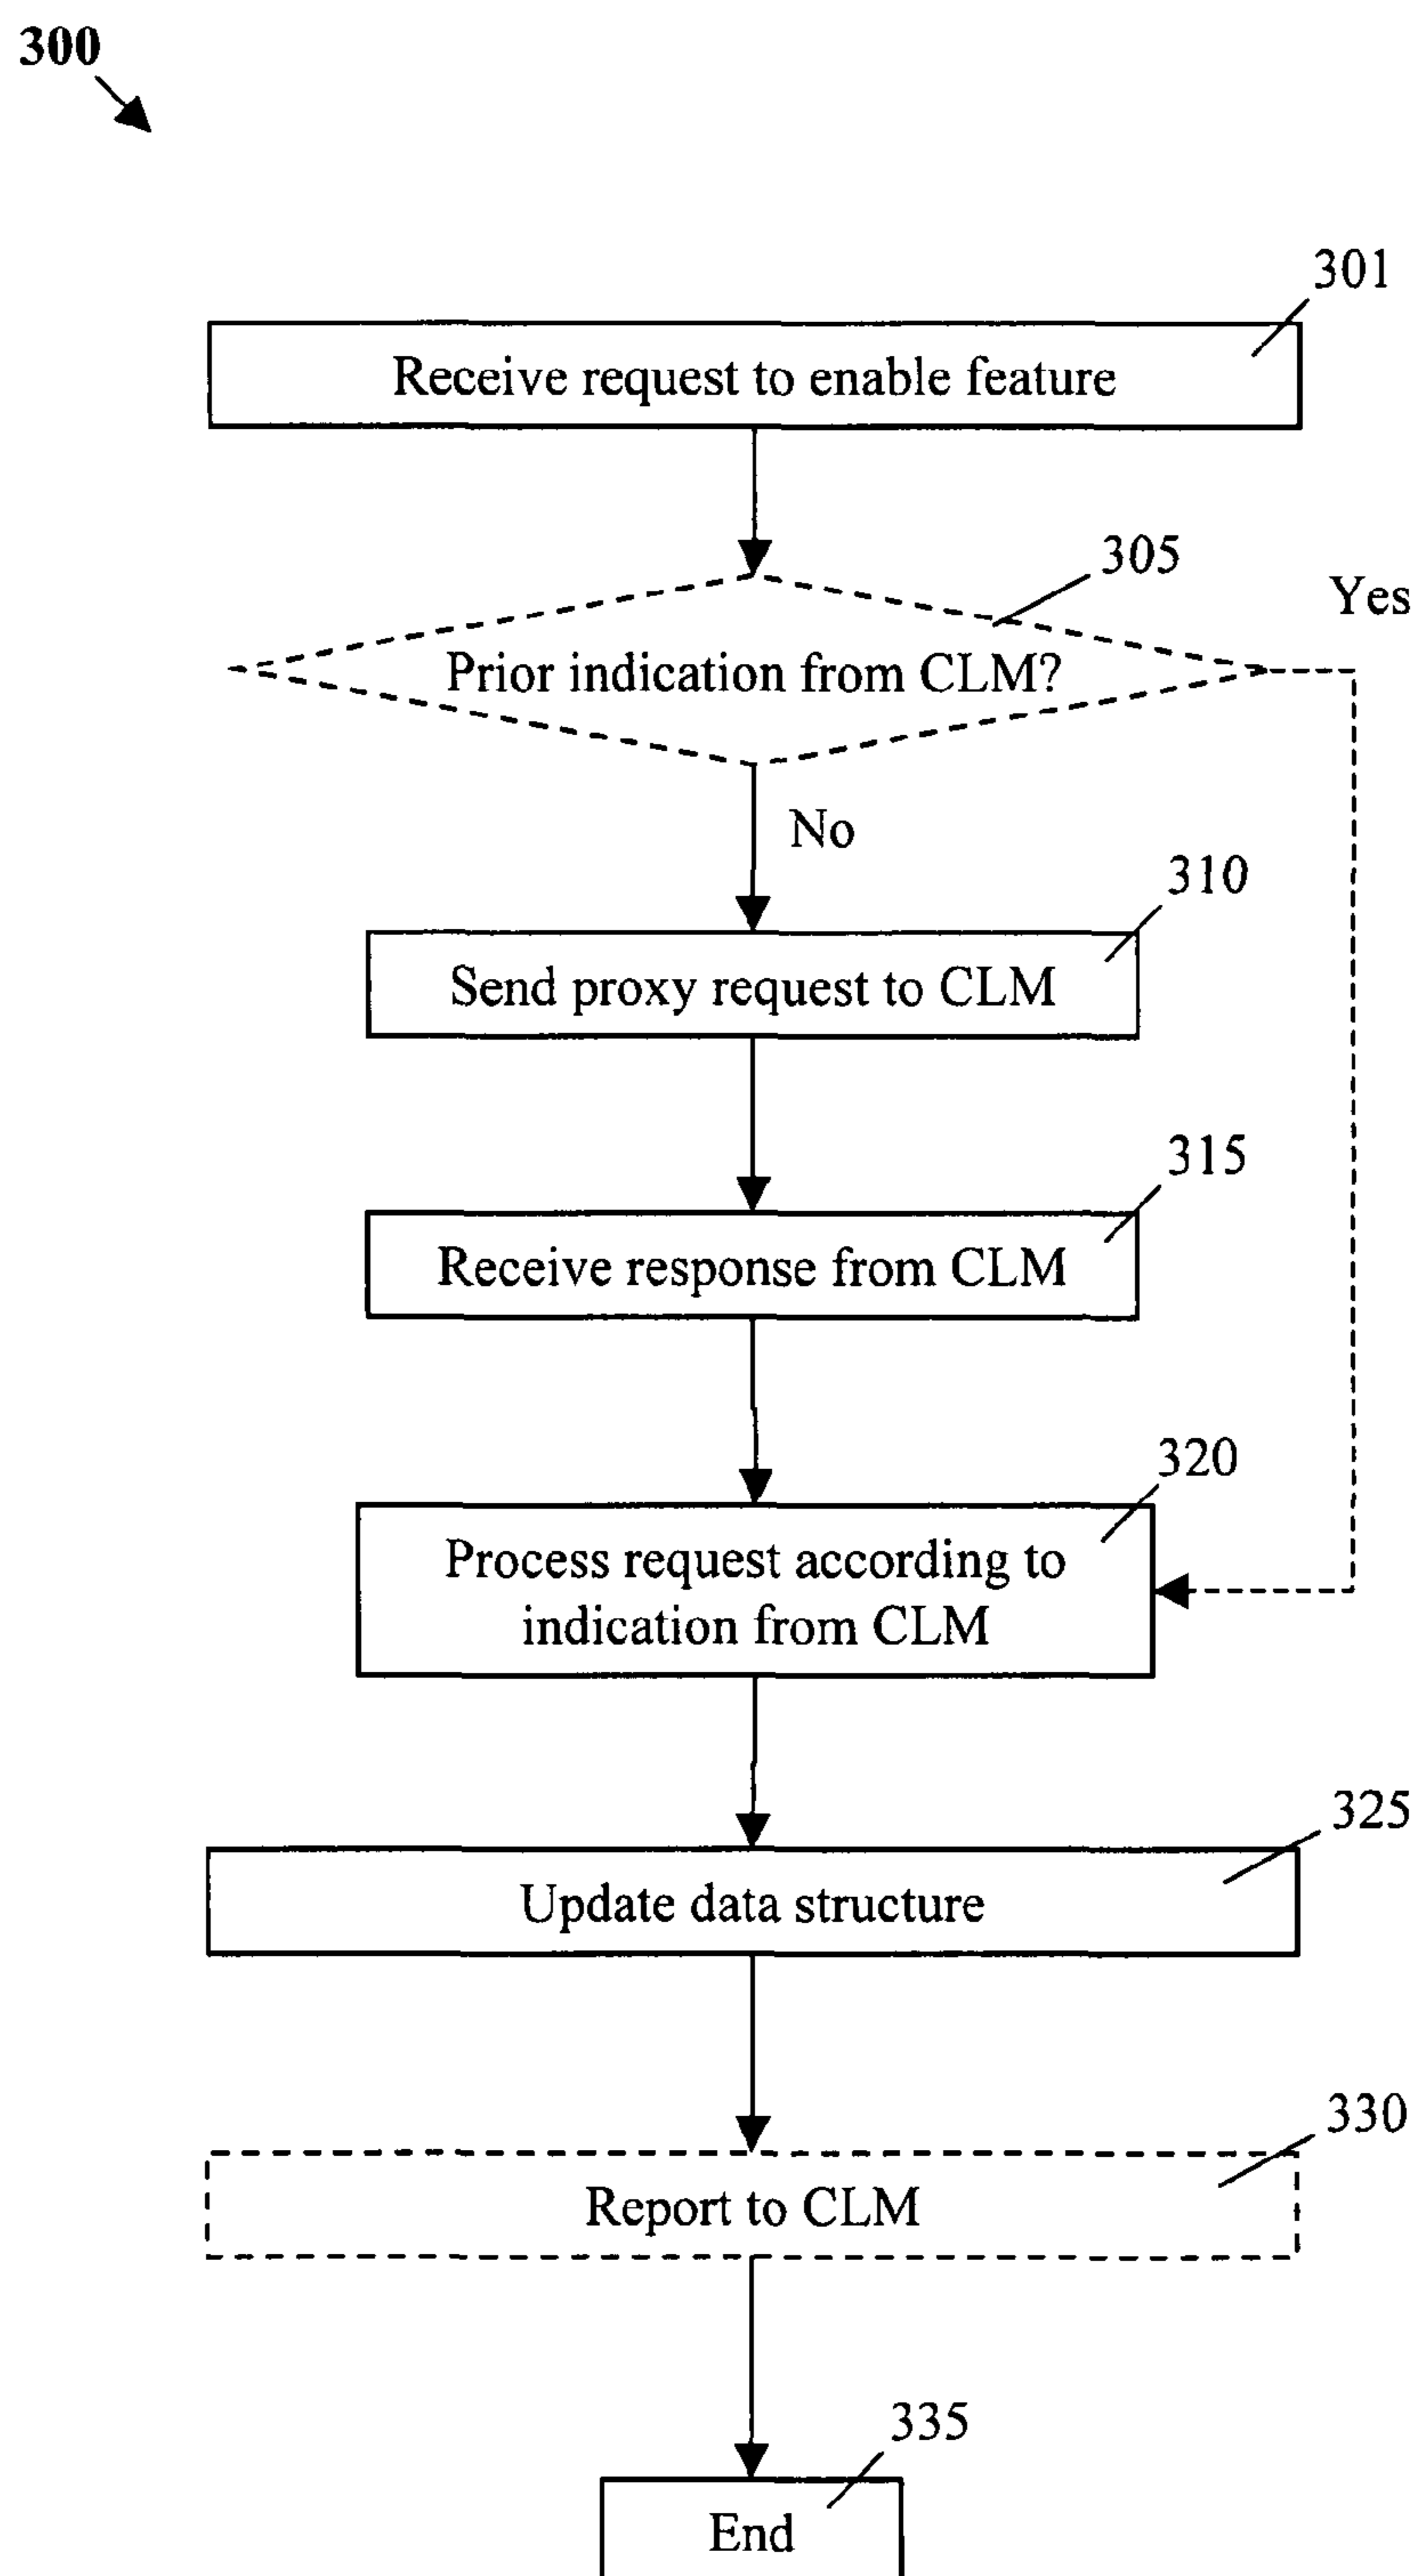 300
301
Receive request to enable feature
305
Yes
Prior indication from CLM?
No
310
Send proxy request to CLM
315
Receive response from CLM
320
Process request according to
indication from CLM
325
Update data structure
330
Report to CLM
335
End